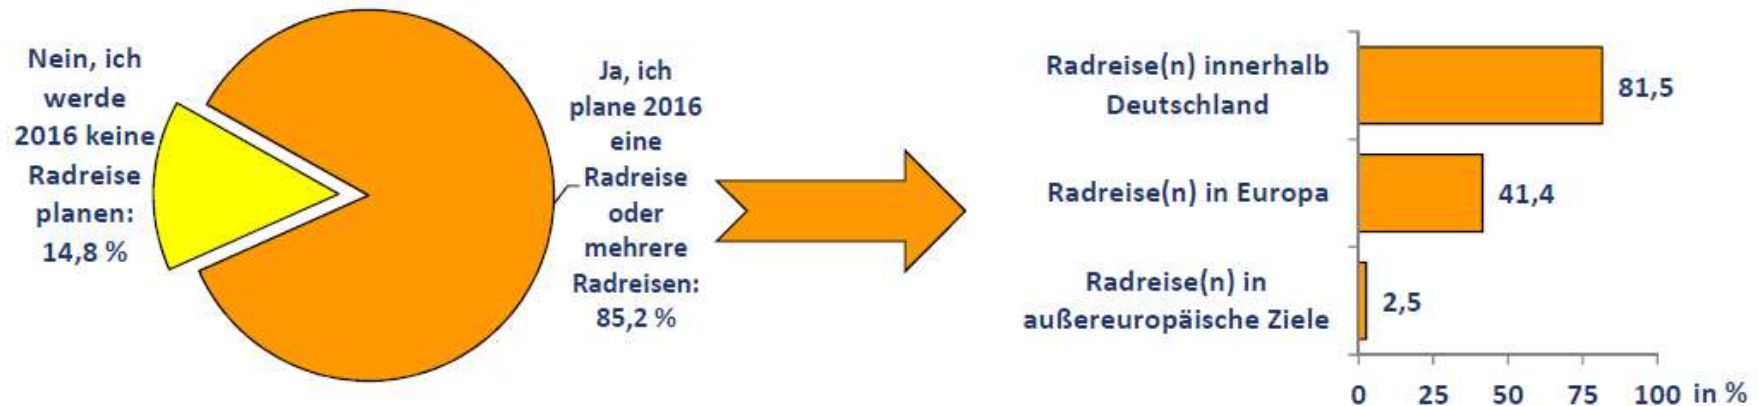 Nein, ich
werde
2016 keine
Radreise
planen:
14,8 %
Ja, ich
plane 2016
eine
Radreise
oder
mehrere
Radreisen:
85,2 %
Radreise(n) innerhalb
Deutschland
81,5
Radreise(n) in Europa
41,4
Radreise(n) in
außereuropäische Ziele
2,5
0 25 50 75 100 in %